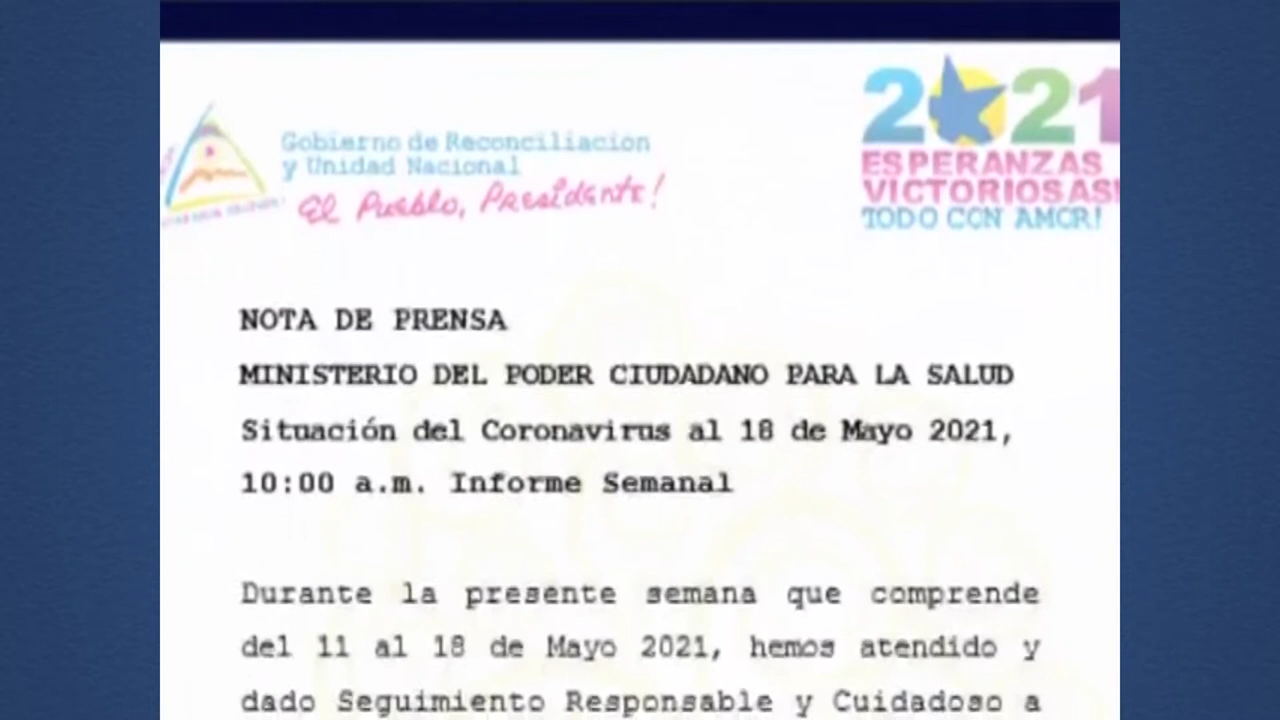 Gobierno de Reconciliación
y Unidad Nacional
El Pueblo, Presidente!
2021
ESPERANZAS
VICTORIOSAS!
TODO CON AMOR!
NOTA DE PRENSA
MINISTERIO DEL PODER CIUDADANO PARA LA SALUD
Situación del Coronavirus al 18 de Mayo 2021,
10:00 a.m. Informe Semanal
Durante la presente semana que comprende
del 11 al 18 de Mayo 2021, hemos atendido y
dado Seguimiento Responsable y Cuidadoso a